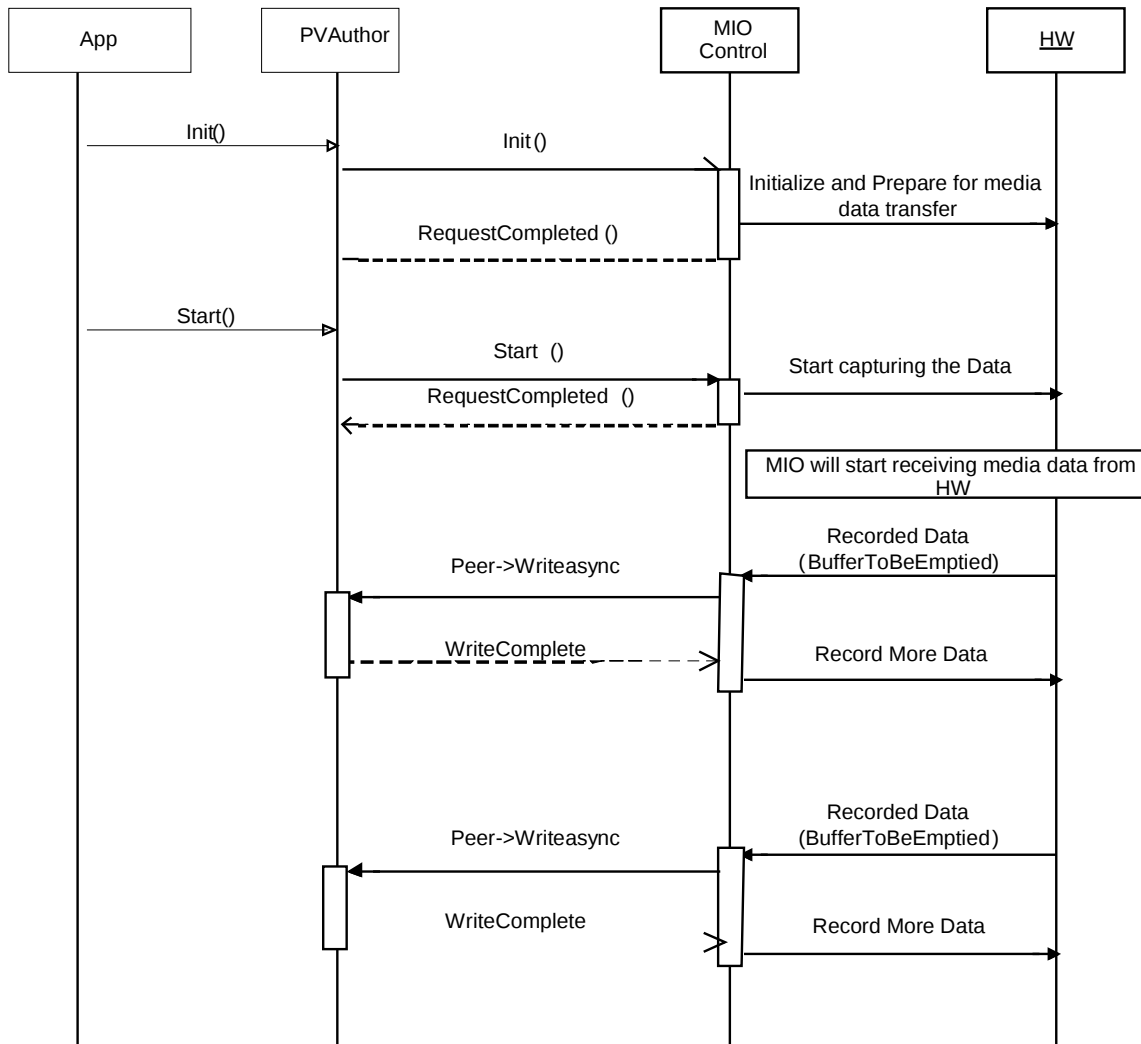 App
PVAuthor
MIO
Control
HW
Init()
Init()
Initialize and Prepare for media
data transfer
RequestCompleted ()
Start()
Start ()
Start capturing the Data
RequestCompleted ()
MIO will start receiving media data from
HW
Recorded Data
(BufferToBeEmptied)
Peer->Writeasync
WriteComplete
Record More Data
Recorded Data
(BufferToBeEmptied)
Peer->Writeasync
WriteComplete
Record More Data